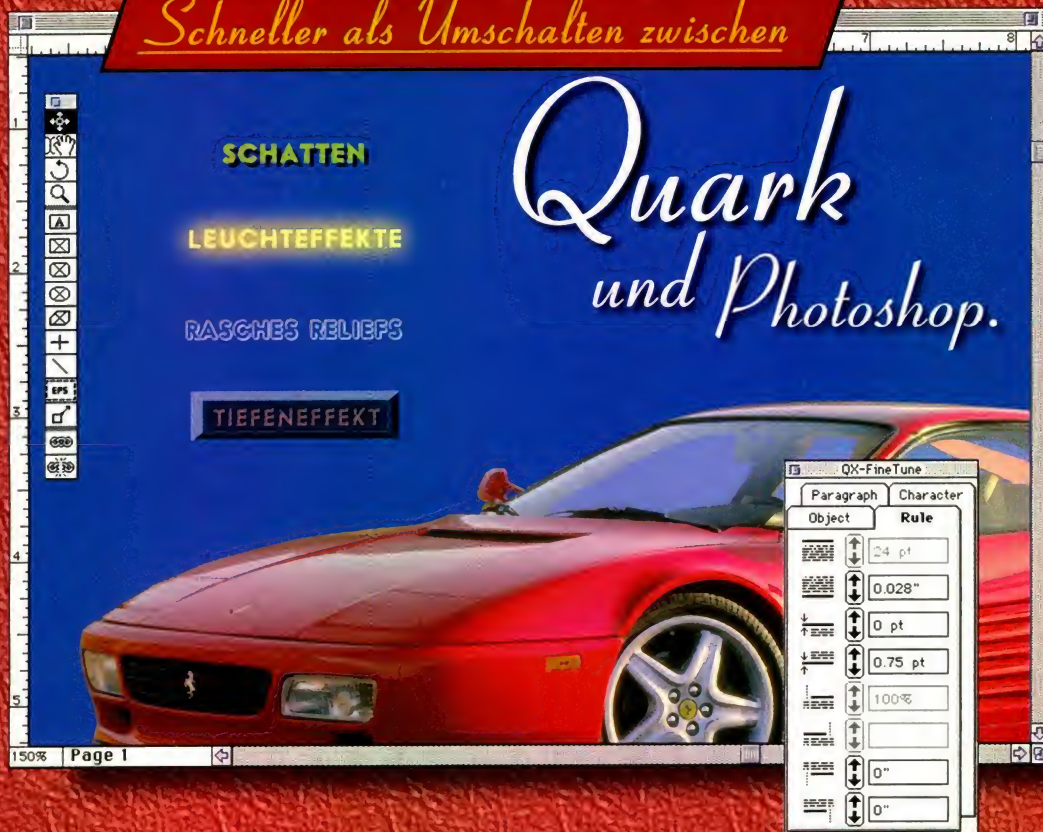 Schneller als Umschalten zwischen
7
8
1
2
3
4
5
A
EPS
SCHATTEN
LEUCHTEFFEKTE
RASCHES RELIEFS
TIEFENEFFEKT
Quark
und Photoshop.
QX-FineTune
Paragraph Character
Object Rule
24 pt
0.028"
0 pt
0.75 pt
100%
0"
0"
150% Page 1